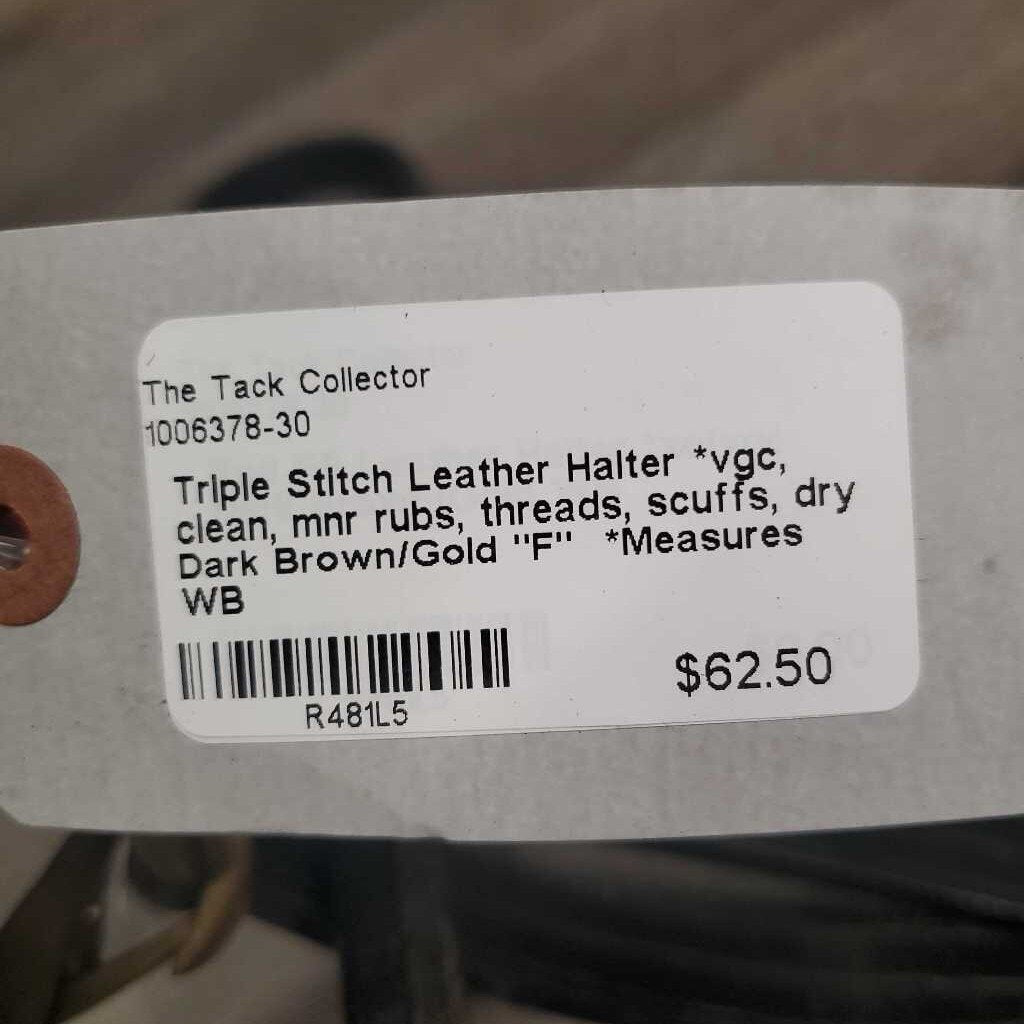 The Tack Collector
1006378-30
Triple Stitch Leather Halter *vgc,
clean, mnr rubs, threads, scuffs, dry
Dark Brown/Gold "F" *Measures
WB
R481L5
$62.50